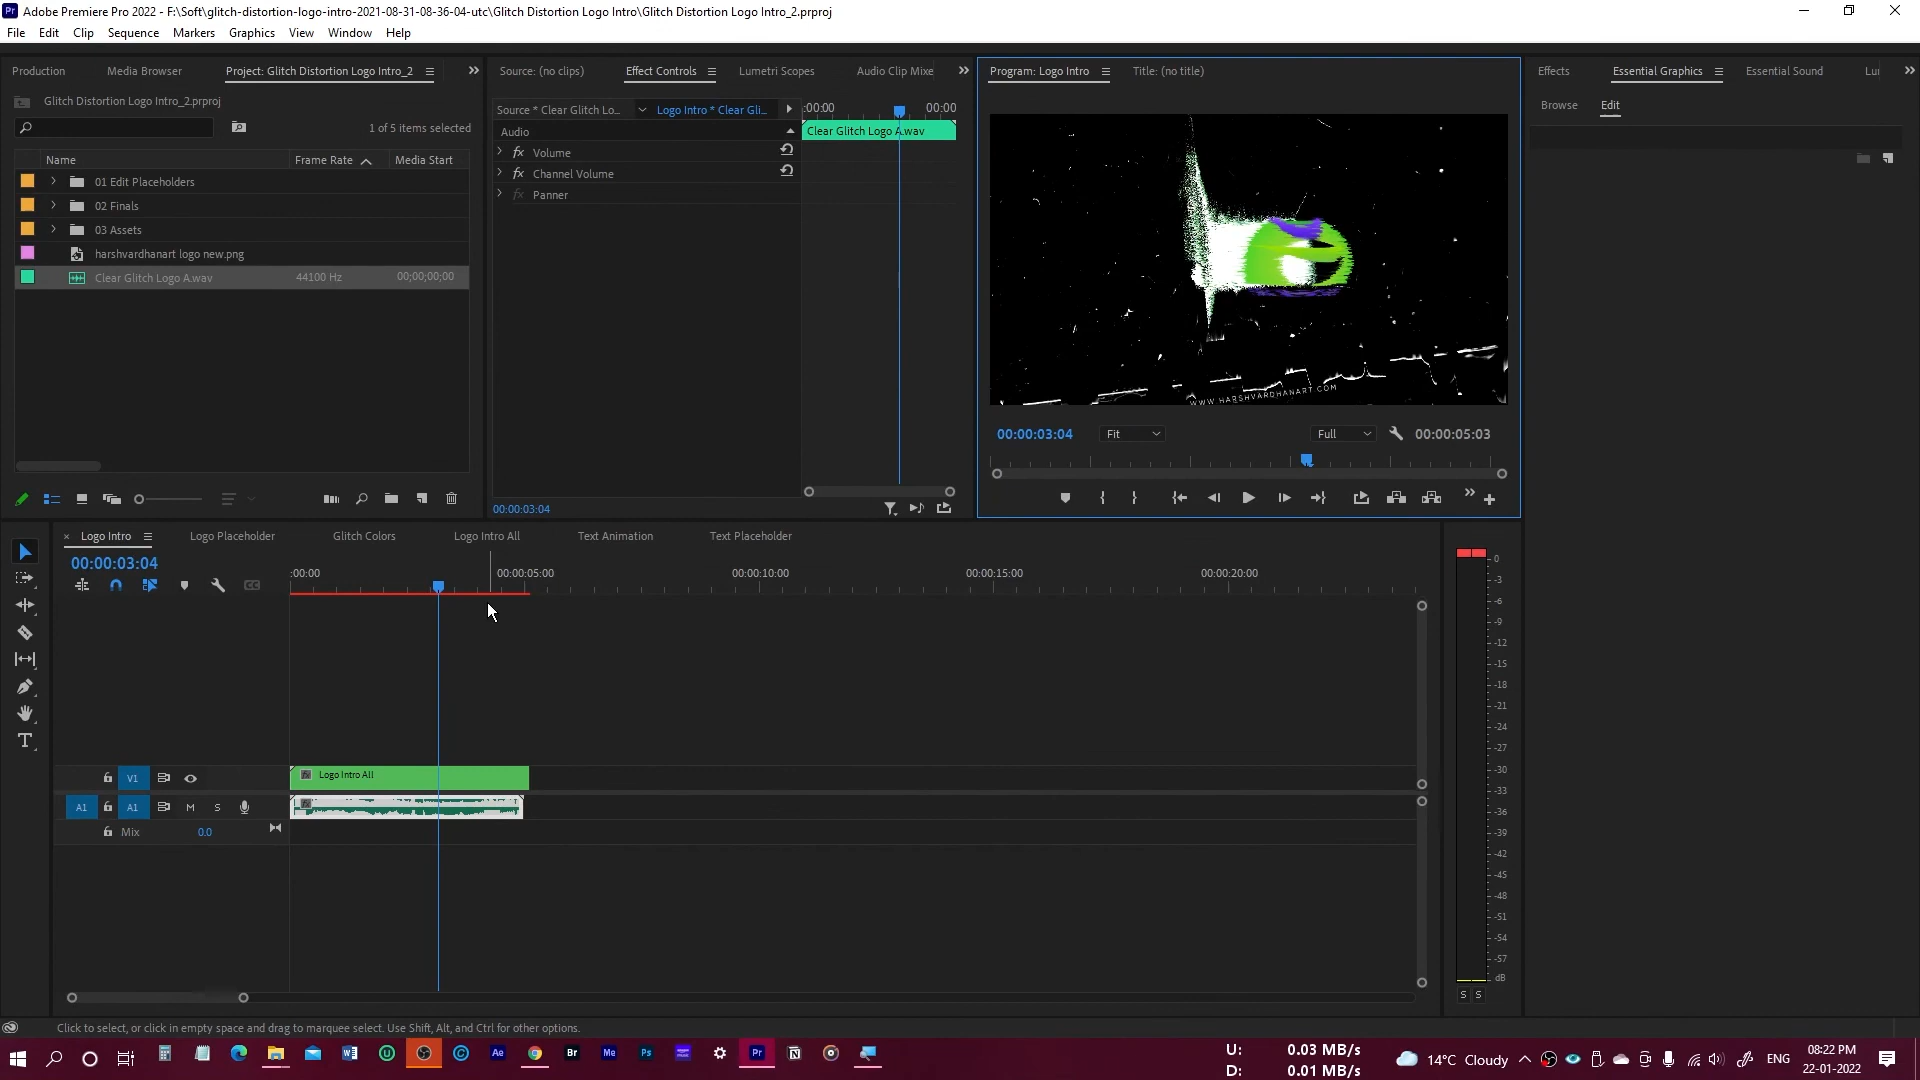 Adobe Premiere Pro 2022 - F:\Soft\glitch-distortion-logo-intro-2021-08-31-08-36-04-utc\Glitch Distortion Logo Intro\Glitch Distortion Logo Intro_2.prproj
File Edit Clip Sequence Markers Graphics View Window Help
Production Media Browser Project: Glitch Distortion Logo Intro_2
Glitch Distortion Logo Intro_2.prproj
1 of 5 items selected
Name Frame Rate Media Start
01 Edit Placeholders
02 Finals
03 Assets
harshvardhanart logo new.png
Clear Glitch Logo A.wav 44100 Hz 00;00;00;00
Source: (no clips) Effect Controls Lumetri Scopes Audio Clip Mixe
Source * Clear Glitch Lo... Logo Intro * Clear Gli... :00:00 00:00
Audio Clear Glitch Logo A.wav
fx Volume
fx Channel Volume
fx Panner
00:00:03:04
Program: Logo Intro Title: (no title)
WWW.HARSHVARDHANART.COM
00:00:03:04 Fit Full 00:00:05:03
Effects Essential Graphics Essential Sound Lu
Browse Edit
Logo Intro Logo Placeholder Glitch Colors Logo Intro All Text Animation Text Placeholder
00:00:03:04
:00:00 00:00:05:00 00:00:10:00 00:00:15:00 00:00:20:00
V1 fx Logo Intro All
A1 A1 M S fx
Mix 0.0
0
-3
-6
-9
-12
-15
-18
-21
-24
-27
-30
-33
-36
-39
-42
-45
-48
-51
-54
-57
dB
S S
Click to select, or click in empty space and drag to marquee select. Use Shift, Alt, and Ctrl for other options.
U: 0.03 MB/s
D: 0.01 MB/s
14°C Cloudy ENG
08:22 PM
22-01-2022